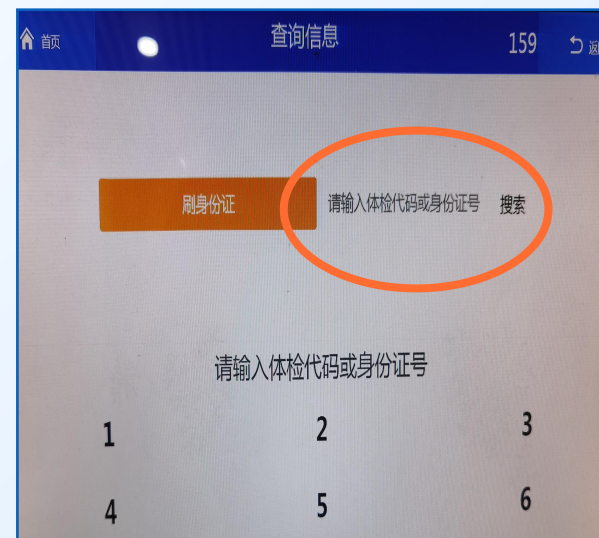 首页 查询信息 159 返
刷身份证 请输入体检代码或身份证号 搜索
请输入体检代码或身份证号
1 2 3
4 5 6